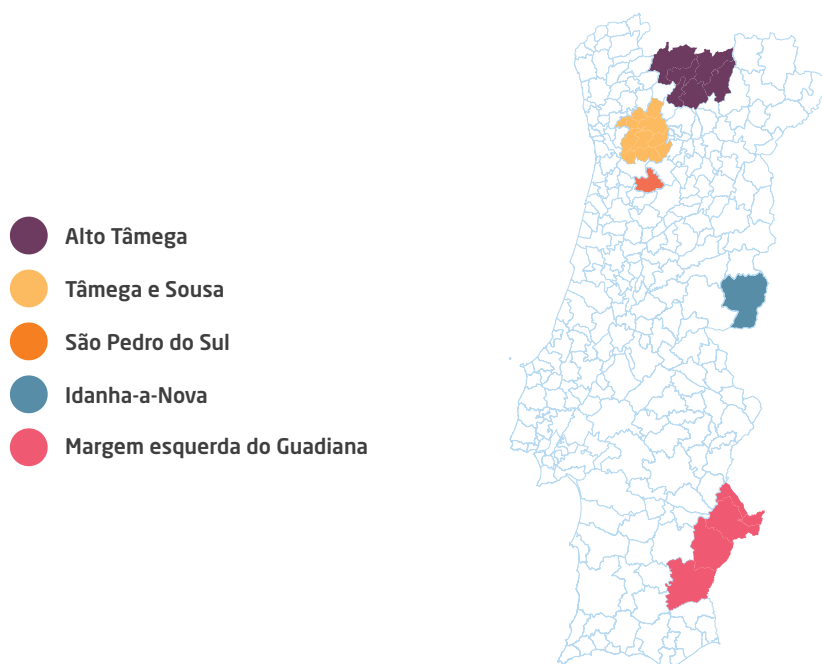 Alto Tâmega
Tâmega e Sousa
São Pedro do Sul
Idanha-a-Nova
Margem esquerda do Guadiana